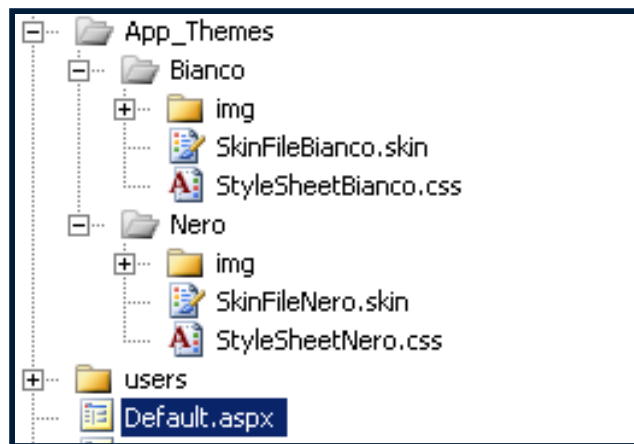 App_Themes
Bianco
img
SkinFileBianco.skin
StyleSheetBianco.css
Nero
img
SkinFileNero.skin
StyleSheetNero.css
users
Default.aspx